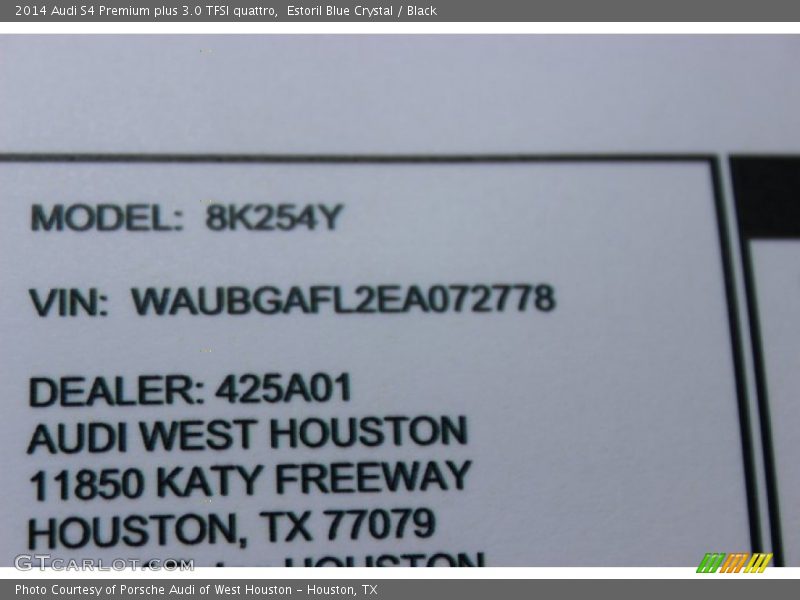 2014 Audi S4 Premium plus 3.0 TFSI quattro,  Estoril Blue Crystal / Black
MODEL: 8K254Y
VIN: WAUBGAFL2EA072778
DEALER: 425A01
AUDI WEST HOUSTON
11850 KATY FREEWAY
HOUSTON, TX 77079
HOUSTON
GTCARLOT.COM
Photo Courtesy of Porsche Audi of West Houston - Houston, TX